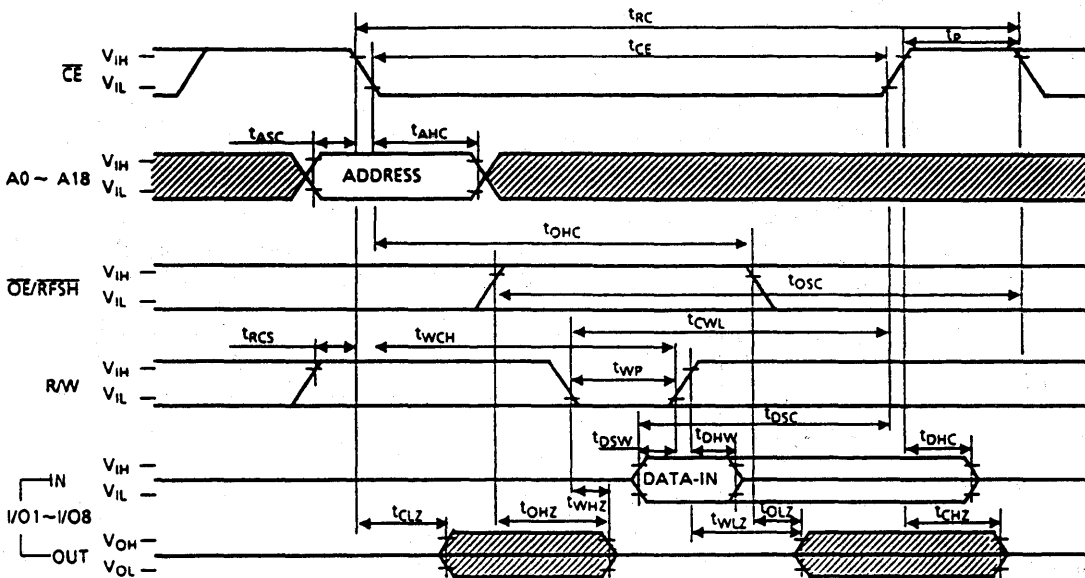 tRC
tCE
tP
VIH
CE
VIL
tASC
tAHC
VIH
A0 ~ A18
ADDRESS
VIL
tOHC
VIH
OE/RFSH
tOSC
VIL
tCWL
tRCS
tWCH
VIH
R/W
tWP
VIL
tDSC
tDSW
tDHW
tDHC
VIH
IN
DATA-IN
VIL
tWHZ
I/O1~I/O8
tCLZ
tOHZ
tWLZ
tOLZ
tCHZ
VOH
OUT
VOL